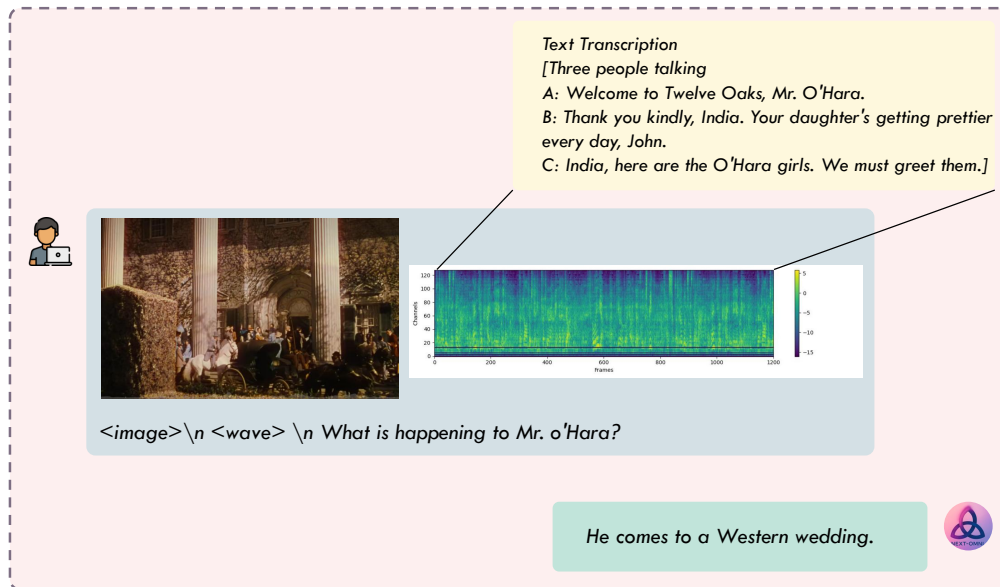 Text Transcription
[Three people talking
A: Welcome to Twelve Oaks, Mr. O'Hara.
B: Thank you kindly, India. Your daughter's getting prettier
every day, John.
C: India, here are the O'Hara girls. We must greet them.]
Channels
120
100
80
60
40
20
0
0 200 400 600 800 1000 1200
Frames
5
0
−5
−10
−15
<image>\n <wave> \n What is happening to Mr. o'Hara?
He comes to a Western wedding.
NEXT-OMNI